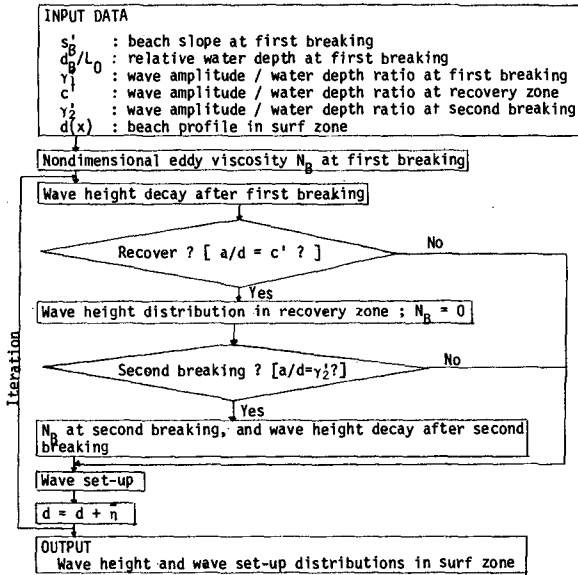 INPUT DATA
s'B : beach slope at first breaking
dB/L0 : relative water depth at first breaking
γ'1 : wave amplitude / water depth ratio at first breaking
c' : wave amplitude / water depth ratio at recovery zone
γ'2 : wave amplitude / water depth ratio at second breaking
d(x) : beach profile in surf zone
Nondimensional eddy viscosity NB at first breaking
Wave height decay after first breaking
Recover ? [ a/d = c' ? ]
No
Yes
Wave height distribution in recovery zone ; NB = 0
Second breaking ? [a/d=γ'2?]
No
Yes
Iteration
NB at second breaking, and wave height decay after second
breaking
Wave set-up
d = d + η̄
OUTPUT
Wave height and wave set-up distributions in surf zone